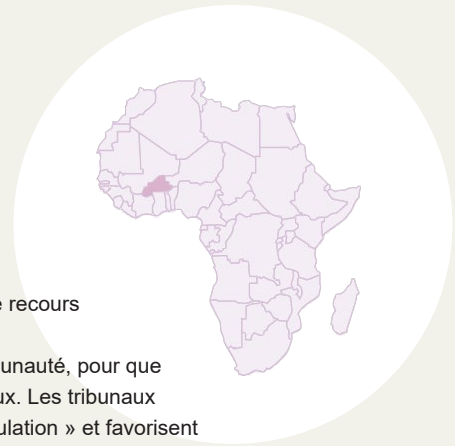 recours
unauté, pour que
ux. Les tribunaux
ulation » et favorisent